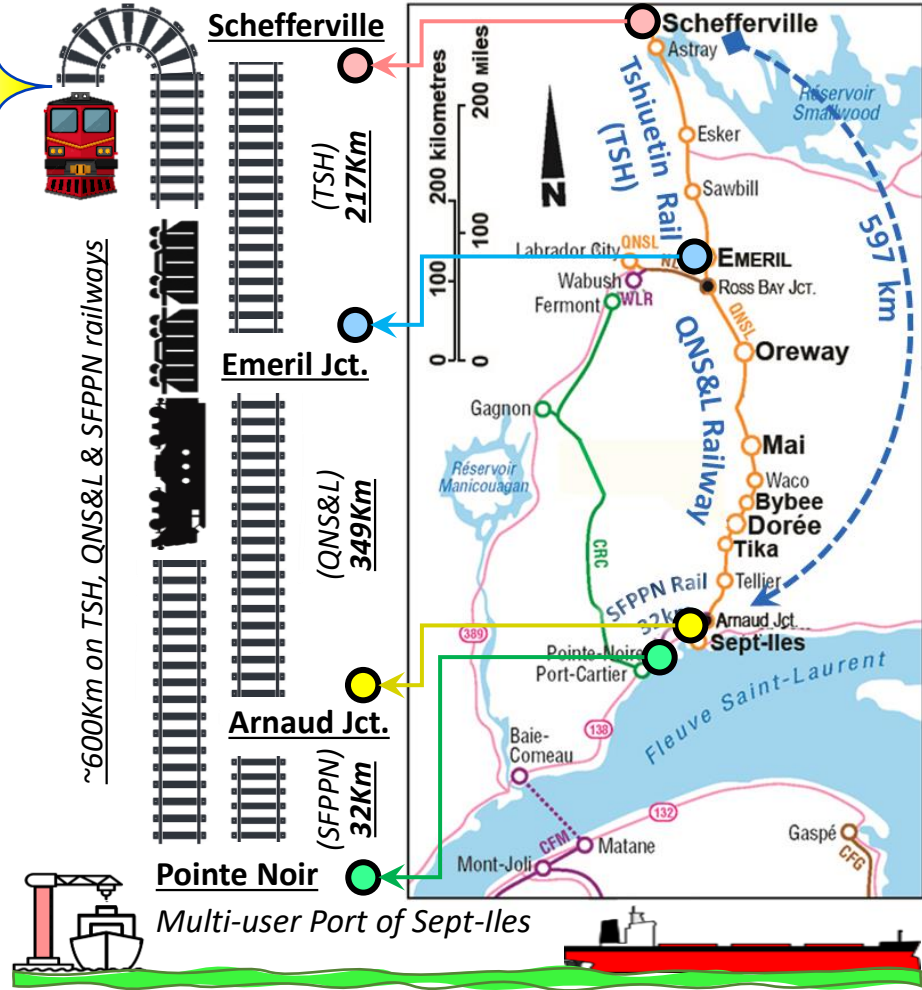 Schefferville
(TSH)
217Km
Emeril Jct.
(QNS&L)
349Km
Arnaud Jct.
(SFPPN)
32Km
Pointe Noir
Multi-user Port of Sept-Iles
~600Km on TSH, QNS&L & SFPPN railways
200 kilometres
100
0
200 MILES
100
0
N
Schefferville
Astray
Réservoir
Smallwood
Tshiuetin Rail
(TSH)
Esker
Sawbill
597 km
Labrador City
QNSL
EMERIL
Wabush
WLR
ROSS BAY JCT.
Fermont
QNSL
Oreway
QNS&L Railway
Gagnon
Mai
Réservoir
Manicouagan
Waco
Bybee
Dorée
Tika
CRC
Tellier
SFPPN Rail
32k
Arnaud Jct.
389
Sept-Iles
Pointe-Noire
Port-Cartier
Fleuve Saint-Laurent
138
Baie-
Comeau
132
CFM
Matane
Gaspé
CFG
Mont-Joli